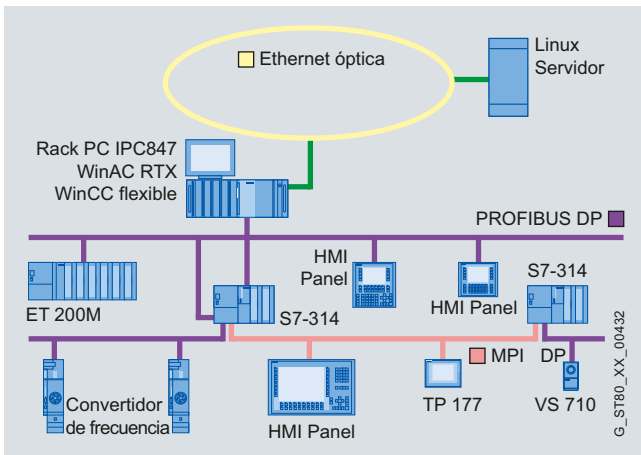 Ethernet óptica
Linux
Servidor
Rack PC IPC847
WinAC RTX
WinCC flexible
PROFIBUS DP
HMI
Panel
HMI Panel
S7-314
ET 200M
S7-314
MPI
DP
Convertidor
de frecuencia
HMI Panel
TP 177
VS 710
G_ST80_XX_00432